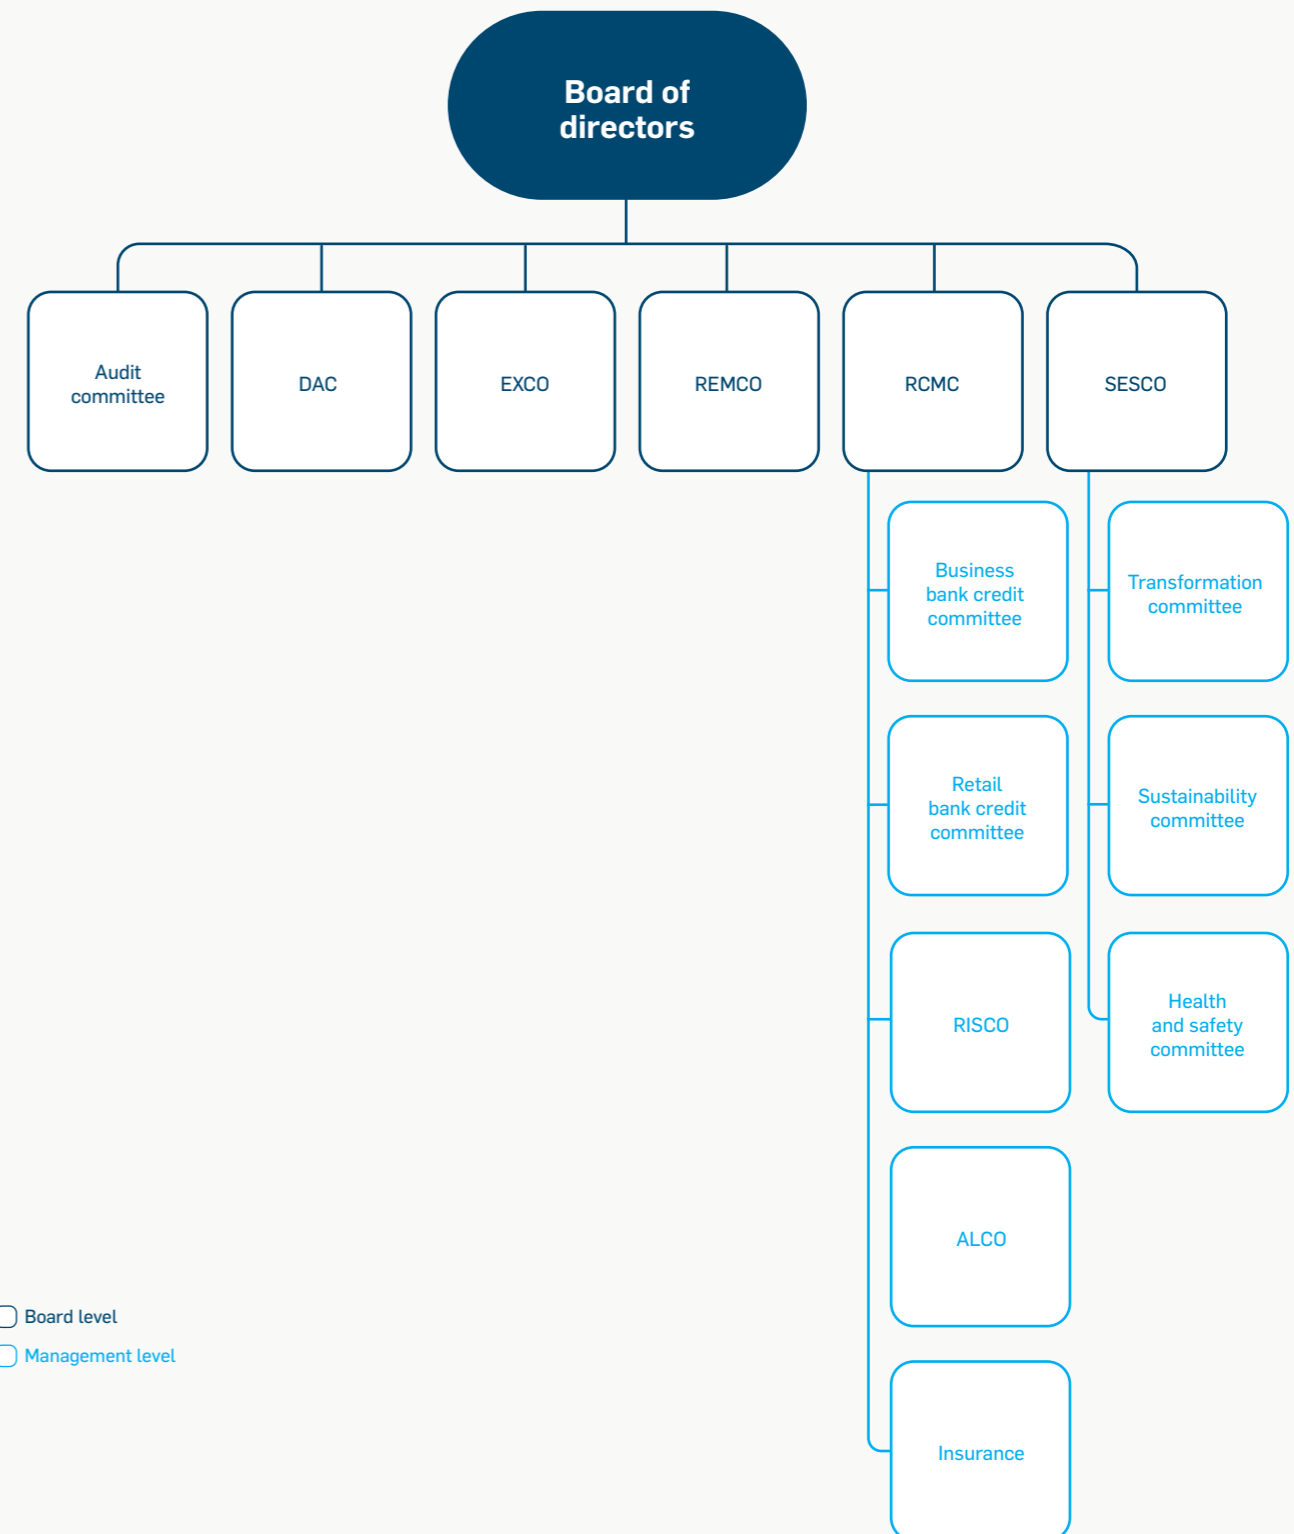 Board of
directors
Audit
committee
DAC
EXCO
REMCO
RCMC
SESCO
Business
bank credit
committee
Transformation
committee
Retail
bank credit
committee
Sustainability
committee
RISCO
Health
and safety
committee
ALCO
Insurance
Board level
Management level